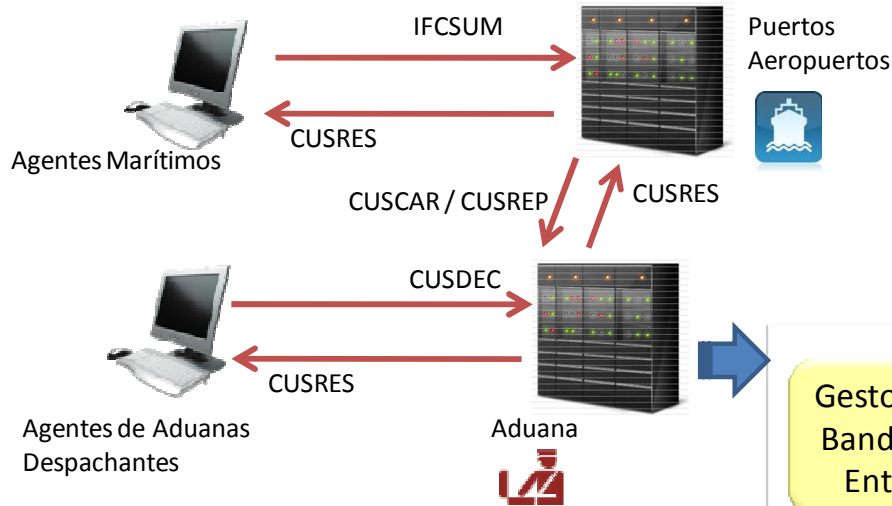 IFCSUM
Puertos
Aeropuertos
CUSRES
Agentes Marítimos
CUSCAR / CUSREP
CUSRES
CUSDEC
CUSRES
Agentes de Aduanas
Despachantes
Aduana